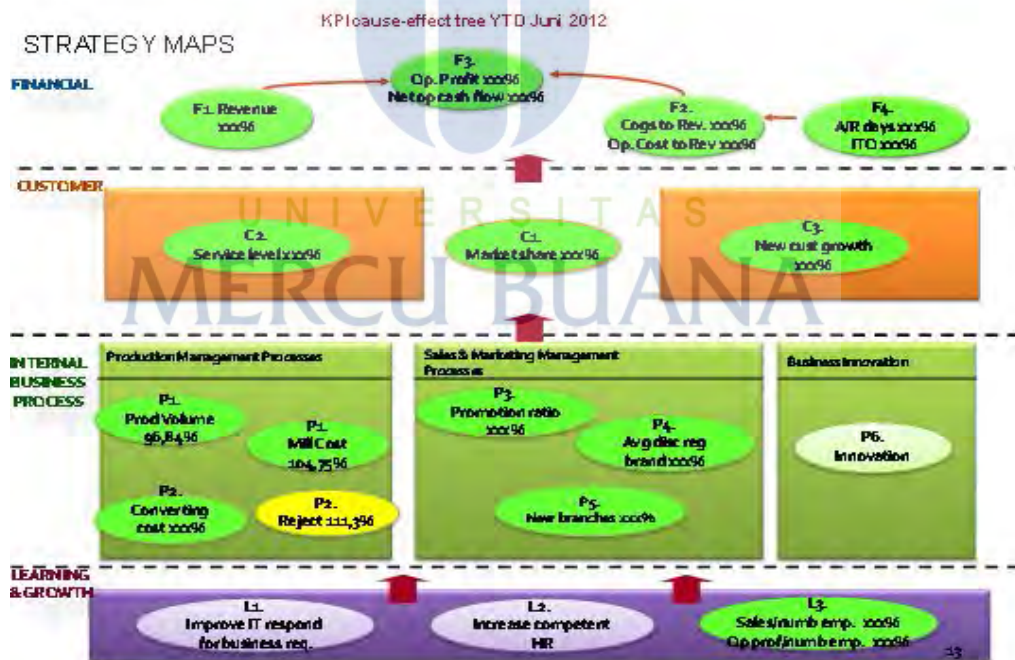 KPI cause-effect tree YTD Juni 2012
STRATEGY MAPS
FINANCIAL
F3.
Op. Profit xxx%
Net op cash flow xxx%
F1. Revenue
xxx%
F2.
Cogs to Rev. xxx%
Op. Cost to Rev xxx%
F4.
A/R days xxx%
ITO xxx%
CUSTOMER
UNIVERSITAS
MERCU BUANA
C2.
Service level xxx%
C1.
Market share xxx%
C3.
New cust growth
xxx%
INTERNAL
BUSINESS
PROCESS
Production Management Processes
P1.
Prod Volume
96,84%
P1.
Mill Cost
104,75%
P2.
Converting
cost xxx%
P2.
Reject 111,3%
Sales & Marketing Management
Processes
P3.
Promotion ratio
xxx%
P4.
Avg disc reg
brand xxx%
P5.
New branches xxx%
Business Innovation
P6.
Innovation
LEARNING
& GROWTH
L1.
Improve IT respond
for business req.
L2.
Increase competent
HR
L3.
Sales/numb emp. xxx%
Op prof/numb emp. xxx%
13